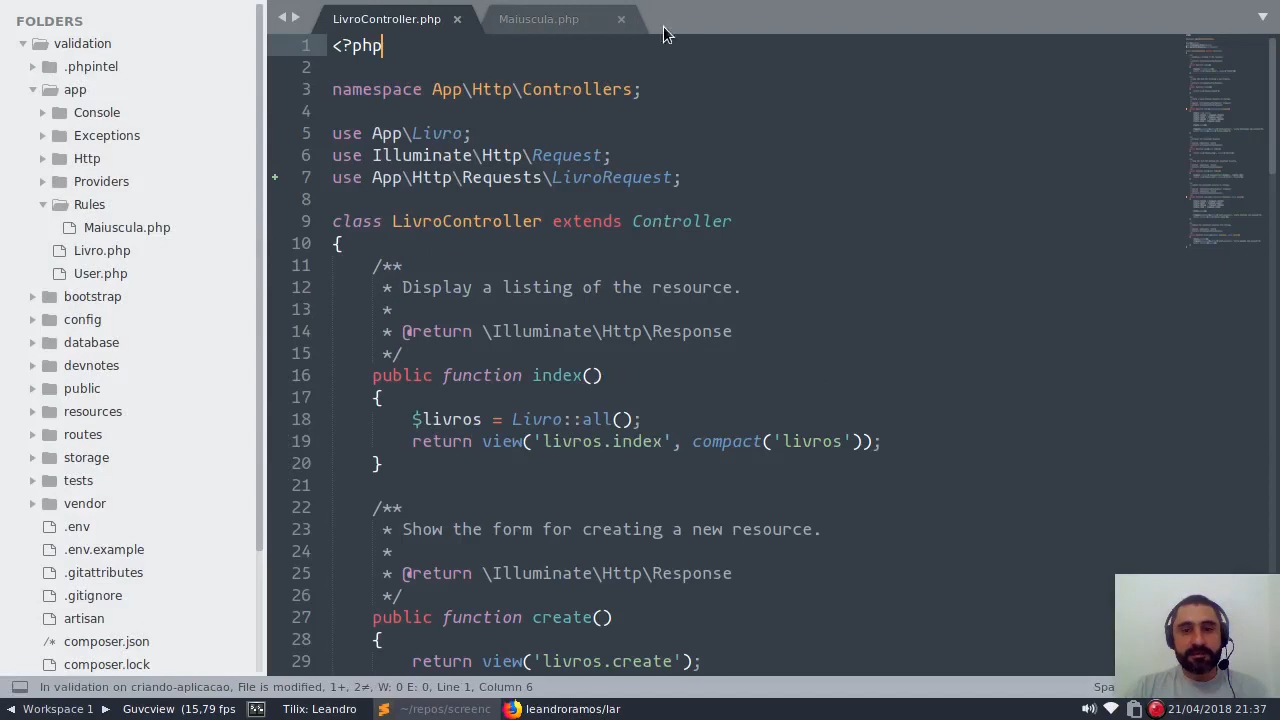 FOLDERS
validation
.phpintel
app
Console
Exceptions
Http
Providers
Rules
Maiuscula.php
Livro.php
User.php
bootstrap
config
database
devnotes
public
resources
routes
storage
tests
vendor
.env
.env.example
.gitattributes
.gitignore
artisan
/* composer.json
composer.lock
LivroController.php ×
Maiuscula.php ×
1 <?php
2
3 namespace App\Http\Controllers;
4
5 use App\Livro;
6 use Illuminate\Http\Request;
7 use App\Http\Requests\LivroRequest;
8
9 class LivroController extends Controller
10 {
11 /**
12 * Display a listing of the resource.
13 *
14 * @return \Illuminate\Http\Response
15 */
16 public function index()
17 {
18 $livros = Livro::all();
19 return view('livros.index', compact('livros'));
20 }
21
22 /**
23 * Show the form for creating a new resource.
24 *
25 * @return \Illuminate\Http\Response
26 */
27 public function create()
28 {
29 return view('livros.create');
In validation on criando-aplicacao, File is modified, 1+, 2≠, W: 0 E: 0, Line 1, Column 6
Spa
Workspace 1 Guvcview (15,79 fps Tilix: Leandro ~/repos/screenc leandroramos/lar 21/04/2018 21:37